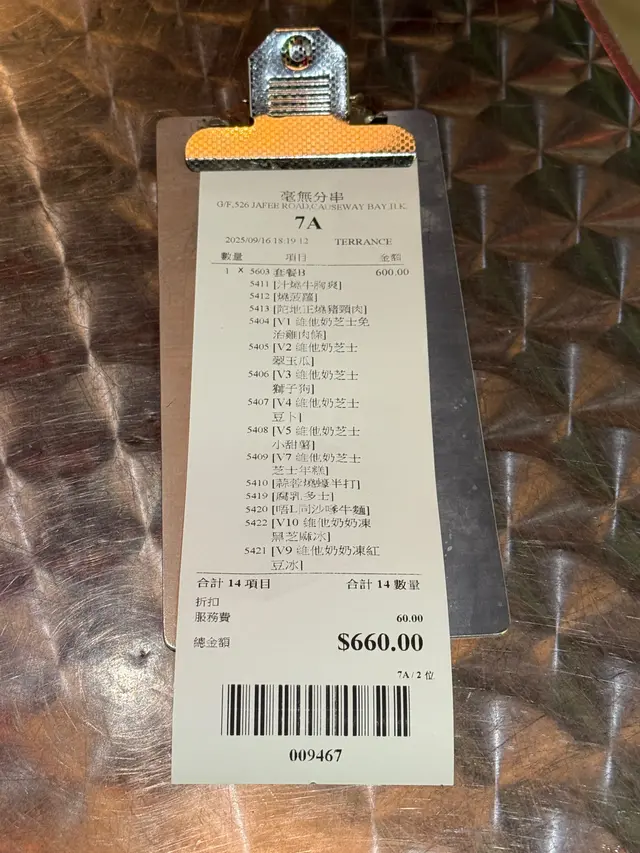 毫無分串
G/F,526 JAFEE ROAD,CAUSEWAY BAY,H.K.
7A
2025/09/16 18:19:12 TERRANCE
數量 項目 金額
1 X 5603 套餐B 600.00
5411 [汁燒牛胸爽]
5412 [燒菠蘿]
5413 [陀地正燒豬頸肉]
5404 [V1 維他奶芝士免
治雞肉條]
5405 [V2 維他奶芝士
翠玉瓜]
5406 [V3 維他奶芝士
獅子狗]
5407 [V4 維他奶芝士
豆卜]
5408 [V5 維他奶芝士
小甜薯]
5409 [V7 維他奶芝士
芝士年糕]
5410 [蒜蓉燒蠔半打]
5419 [腐乳多士]
5420 [唔L同沙嗲牛麵]
5422 [V10 維他奶奶凍
黑芝麻冰]
5421 [V9 維他奶奶凍紅
豆冰]
合計 14 項目 合計 14 數量
折扣
服務費 60.00
總金額 $660.00
7A / 2 位
009467